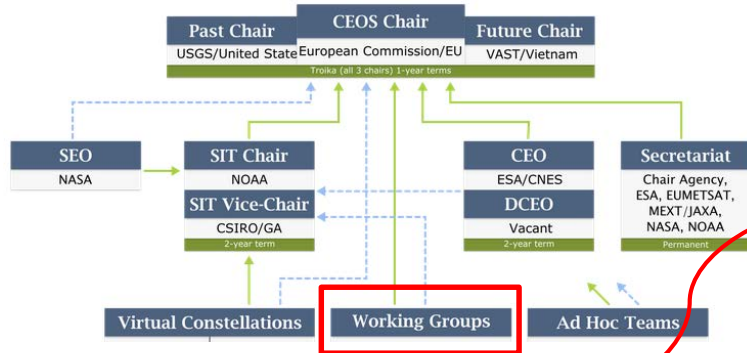 Past Chair
CEOS Chair
Future Chair
USGS/United State
European Commission/EU
VAST/Vietnam
Troika (all 3 chairs) 1-year terms
SEO
NASA
SIT Chair
NOAA
SIT Vice-Chair
CSIRO/GA
2-year term
CEO
ESA/CNES
DCEO
Vacant
2-year term
Secretariat
Chair Agency,
ESA, EUMETSAT,
MEXT/JAXA,
NASA, NOAA
Permanent
Virtual Constellations
Working Groups
Ad Hoc Teams